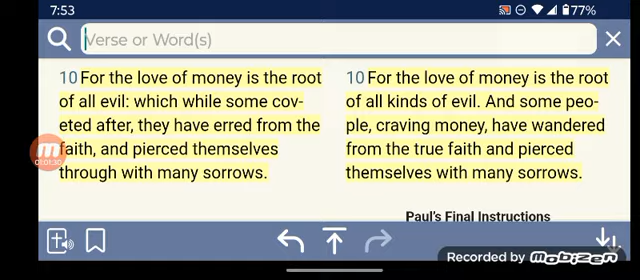 7:53
77%
Verse or Word(s)
10 For the love of money is the root
of all evil: which while some cov-
eted after, they have erred from the
faith, and pierced themselves
through with many sorrows.
10 For the love of money is the root
of all kinds of evil. And some peo-
ple, craving money, have wandered
from the true faith and pierced
themselves with many sorrows.
Paul's Final Instructions
M
01:01:30
Recorded by mobizen